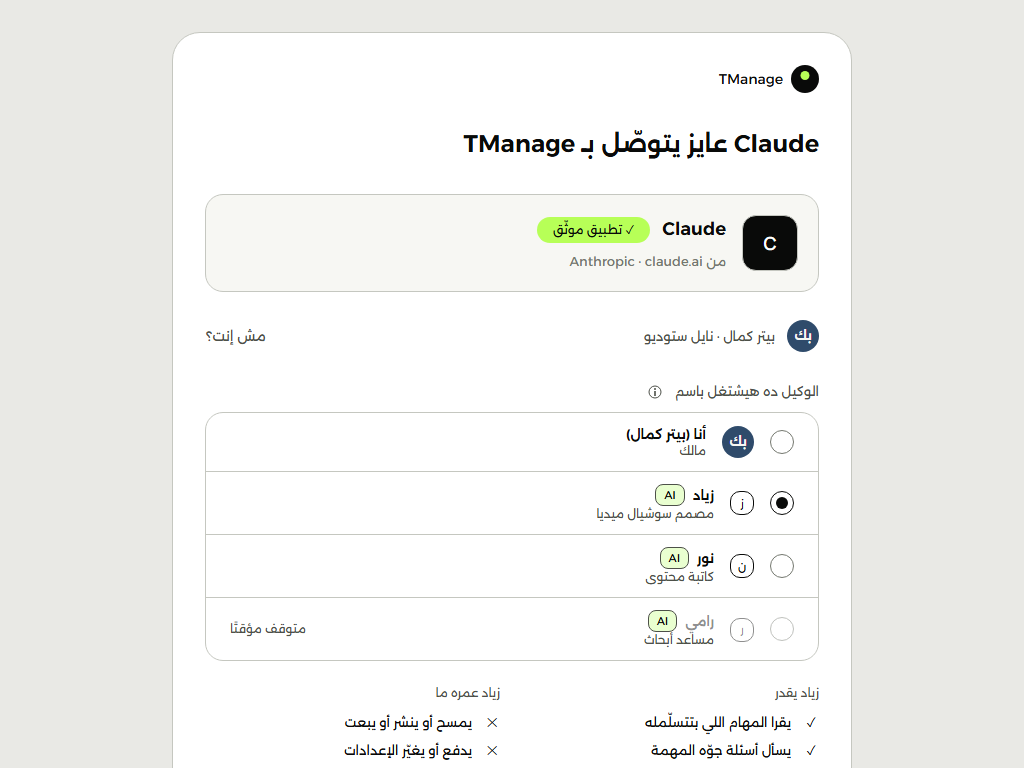 TManage
Claude عايز يتوصّل بـ TManage
C
Claude
✓ تطبيق موثّق
من Anthropic · claude.ai
بك
بيتر كمال · نايل ستوديو
مش إنت؟
الوكيل ده هيشتغل باسم
بك
أنا (بيتر كمال)
مالك
ز
زياد AI
مصمم سوشيال ميديا
ن
نور AI
كاتبة محتوى
ر
رامي AI
مساعد أبحاث
متوقف مؤقتًا
زياد يقدر
✓ يقرا المهام اللي بتتسلّمله
✓ يسأل أسئلة جوّه المهمة
زياد عمره ما
✕ يمسح أو ينشر أو يبعت
✕ يدفع أو يغيّر الإعدادات